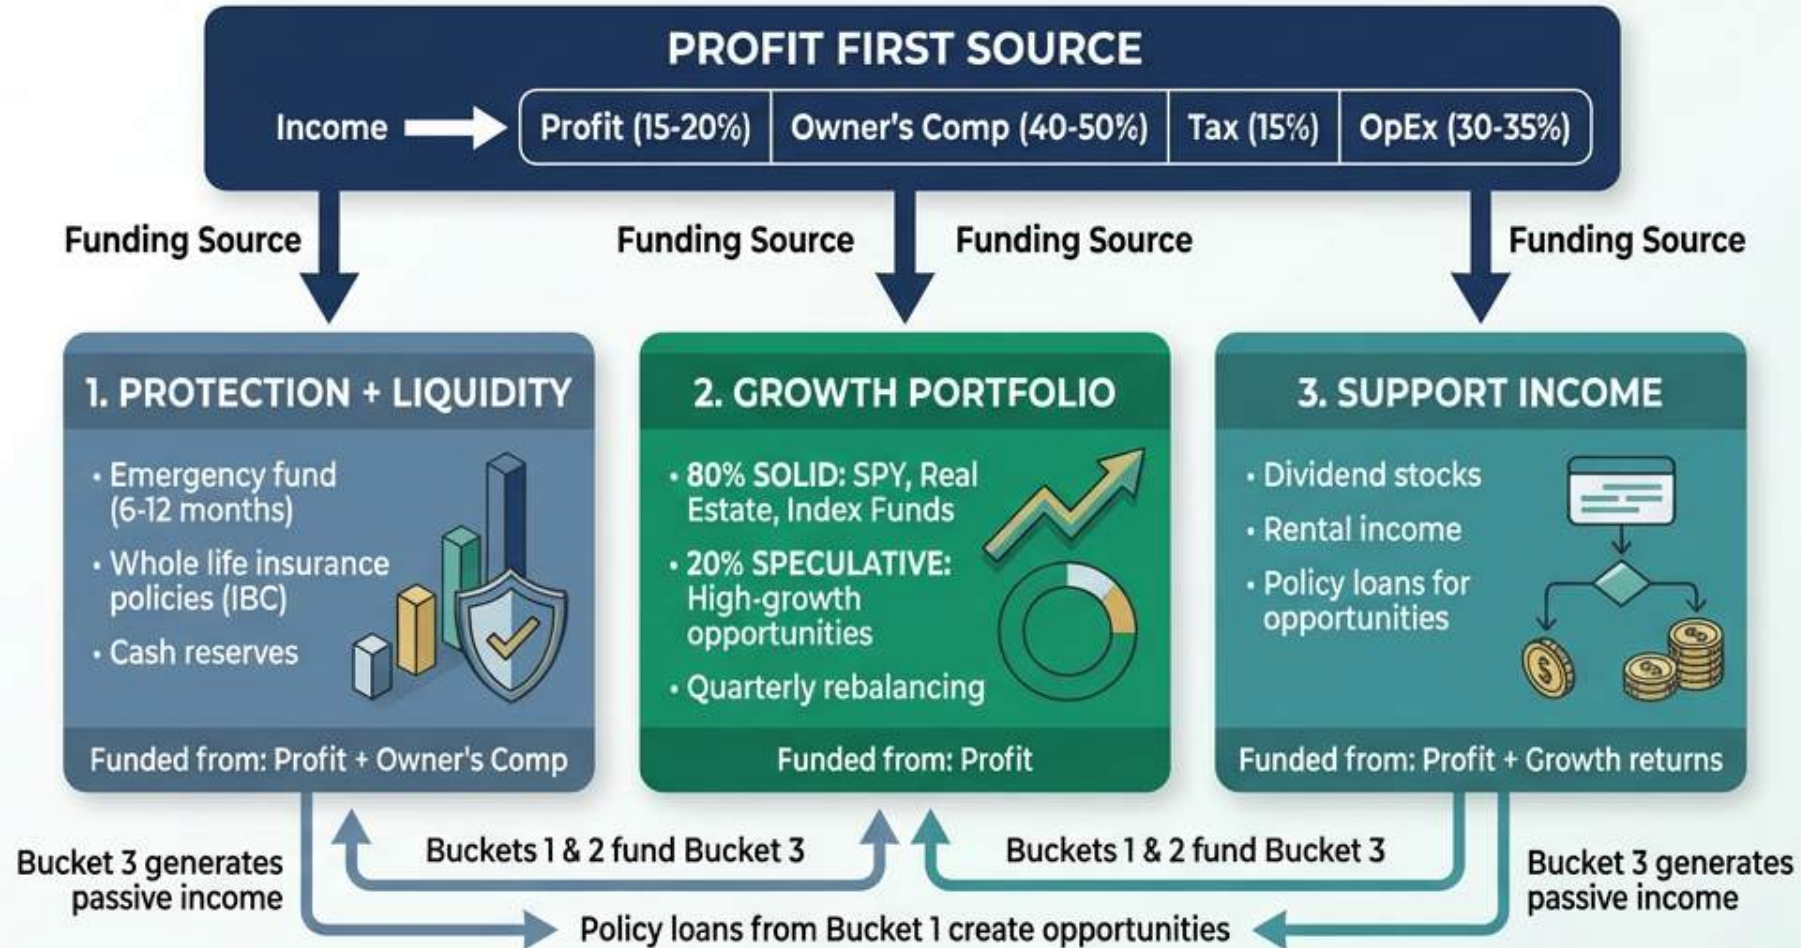 PROFIT FIRST SOURCE
Income
Profit (15-20%)
Owner's Comp (40-50%)
Tax (15%)
OpEx (30-35%)
Funding Source
Funding Source
Funding Source
Funding Source
1. PROTECTION + LIQUIDITY
• Emergency fund
(6-12 months)
• Whole life insurance
policies (IBC)
• Cash reserves
Funded from: Profit + Owner's Comp
2. GROWTH PORTFOLIO
• 80% SOLID: SPY, Real
Estate, Index Funds
• 20% SPECULATIVE:
High-growth
opportunities
• Quarterly rebalancing
Funded from: Profit
3. SUPPORT INCOME
• Dividend stocks
• Rental income
• Policy loans for
opportunities
$
Funded from: Profit + Growth returns
Bucket 3 generates
passive income
Buckets 1 & 2 fund Bucket 3
Buckets 1 & 2 fund Bucket 3
Bucket 3 generates
passive income
Policy loans from Bucket 1 create opportunities